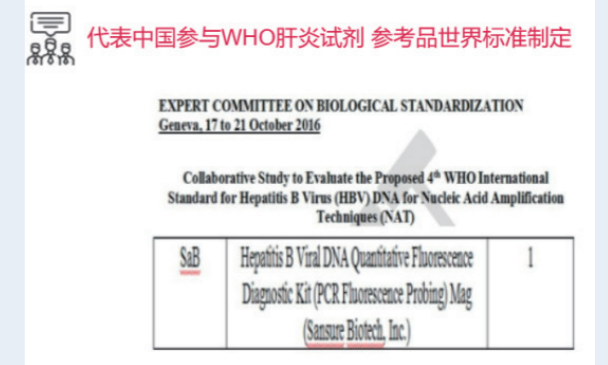 代表中国参与WHO肝炎试剂 参考品世界标准制定
EXPERT COMMITTEE ON BIOLOGICAL STANDARDIZATION
Geneva, 17 to 21 October 2016
Collaborative Study to Evaluate the Proposed 4th WHO International
Standard for Hepatitis B Virus (HBV) DNA for Nucleic Acid Amplification
Techniques (NAT)
SaB Hepatitis B Viral DNA Quantitative Fluorescence 1
Diagnostic Kit (PCR Fluorescence Probing) Mag
(Sansure Biotech, Inc.)